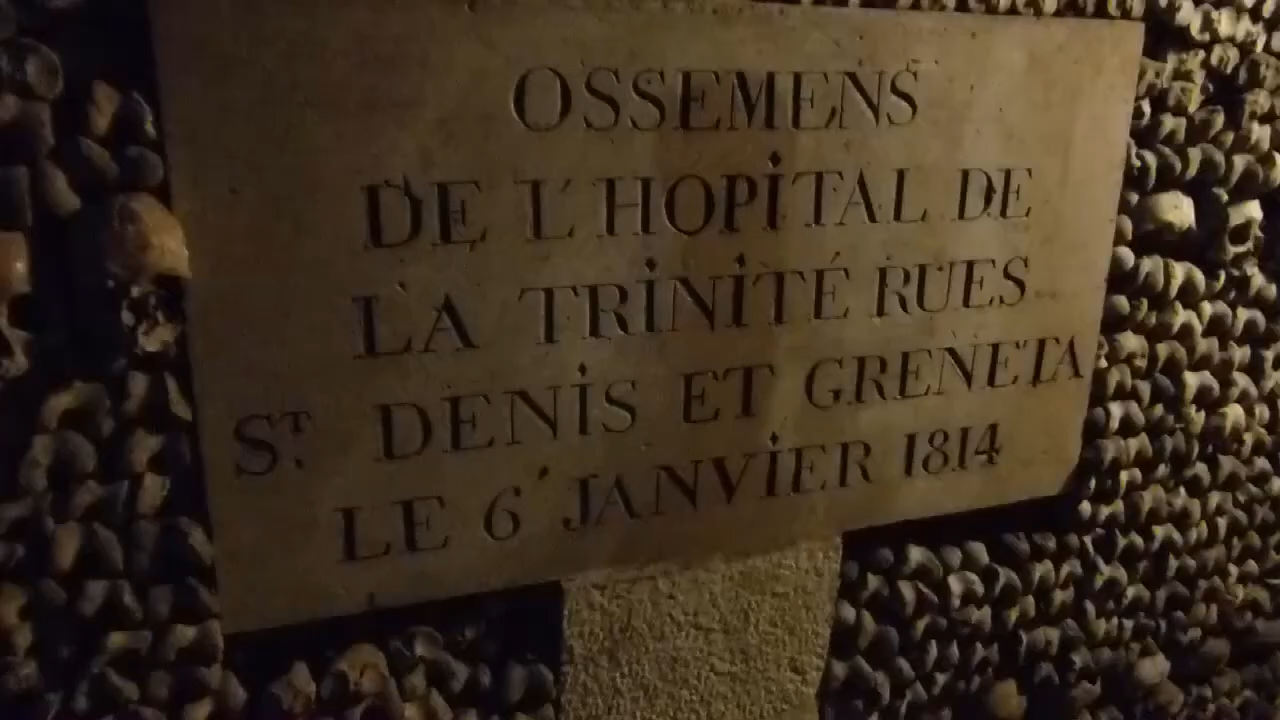 OSSEMENS
DE L'HOPITAL DE
LA TRINITÉ RUES
ST. DENIS ET GRENETA
LE 6 JANVIER 1814